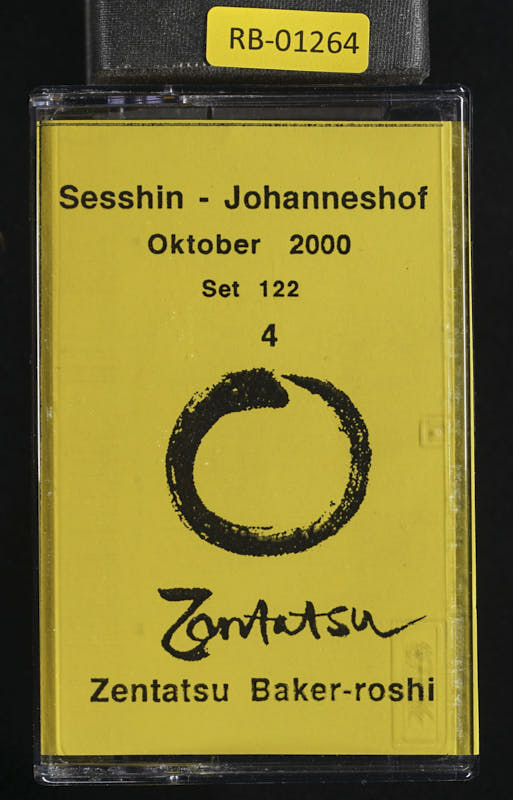 RB-01264
Sesshin - Johanneshof
Oktober 2000
Set 122
4
Zentatsu
Zentatsu Baker-roshi